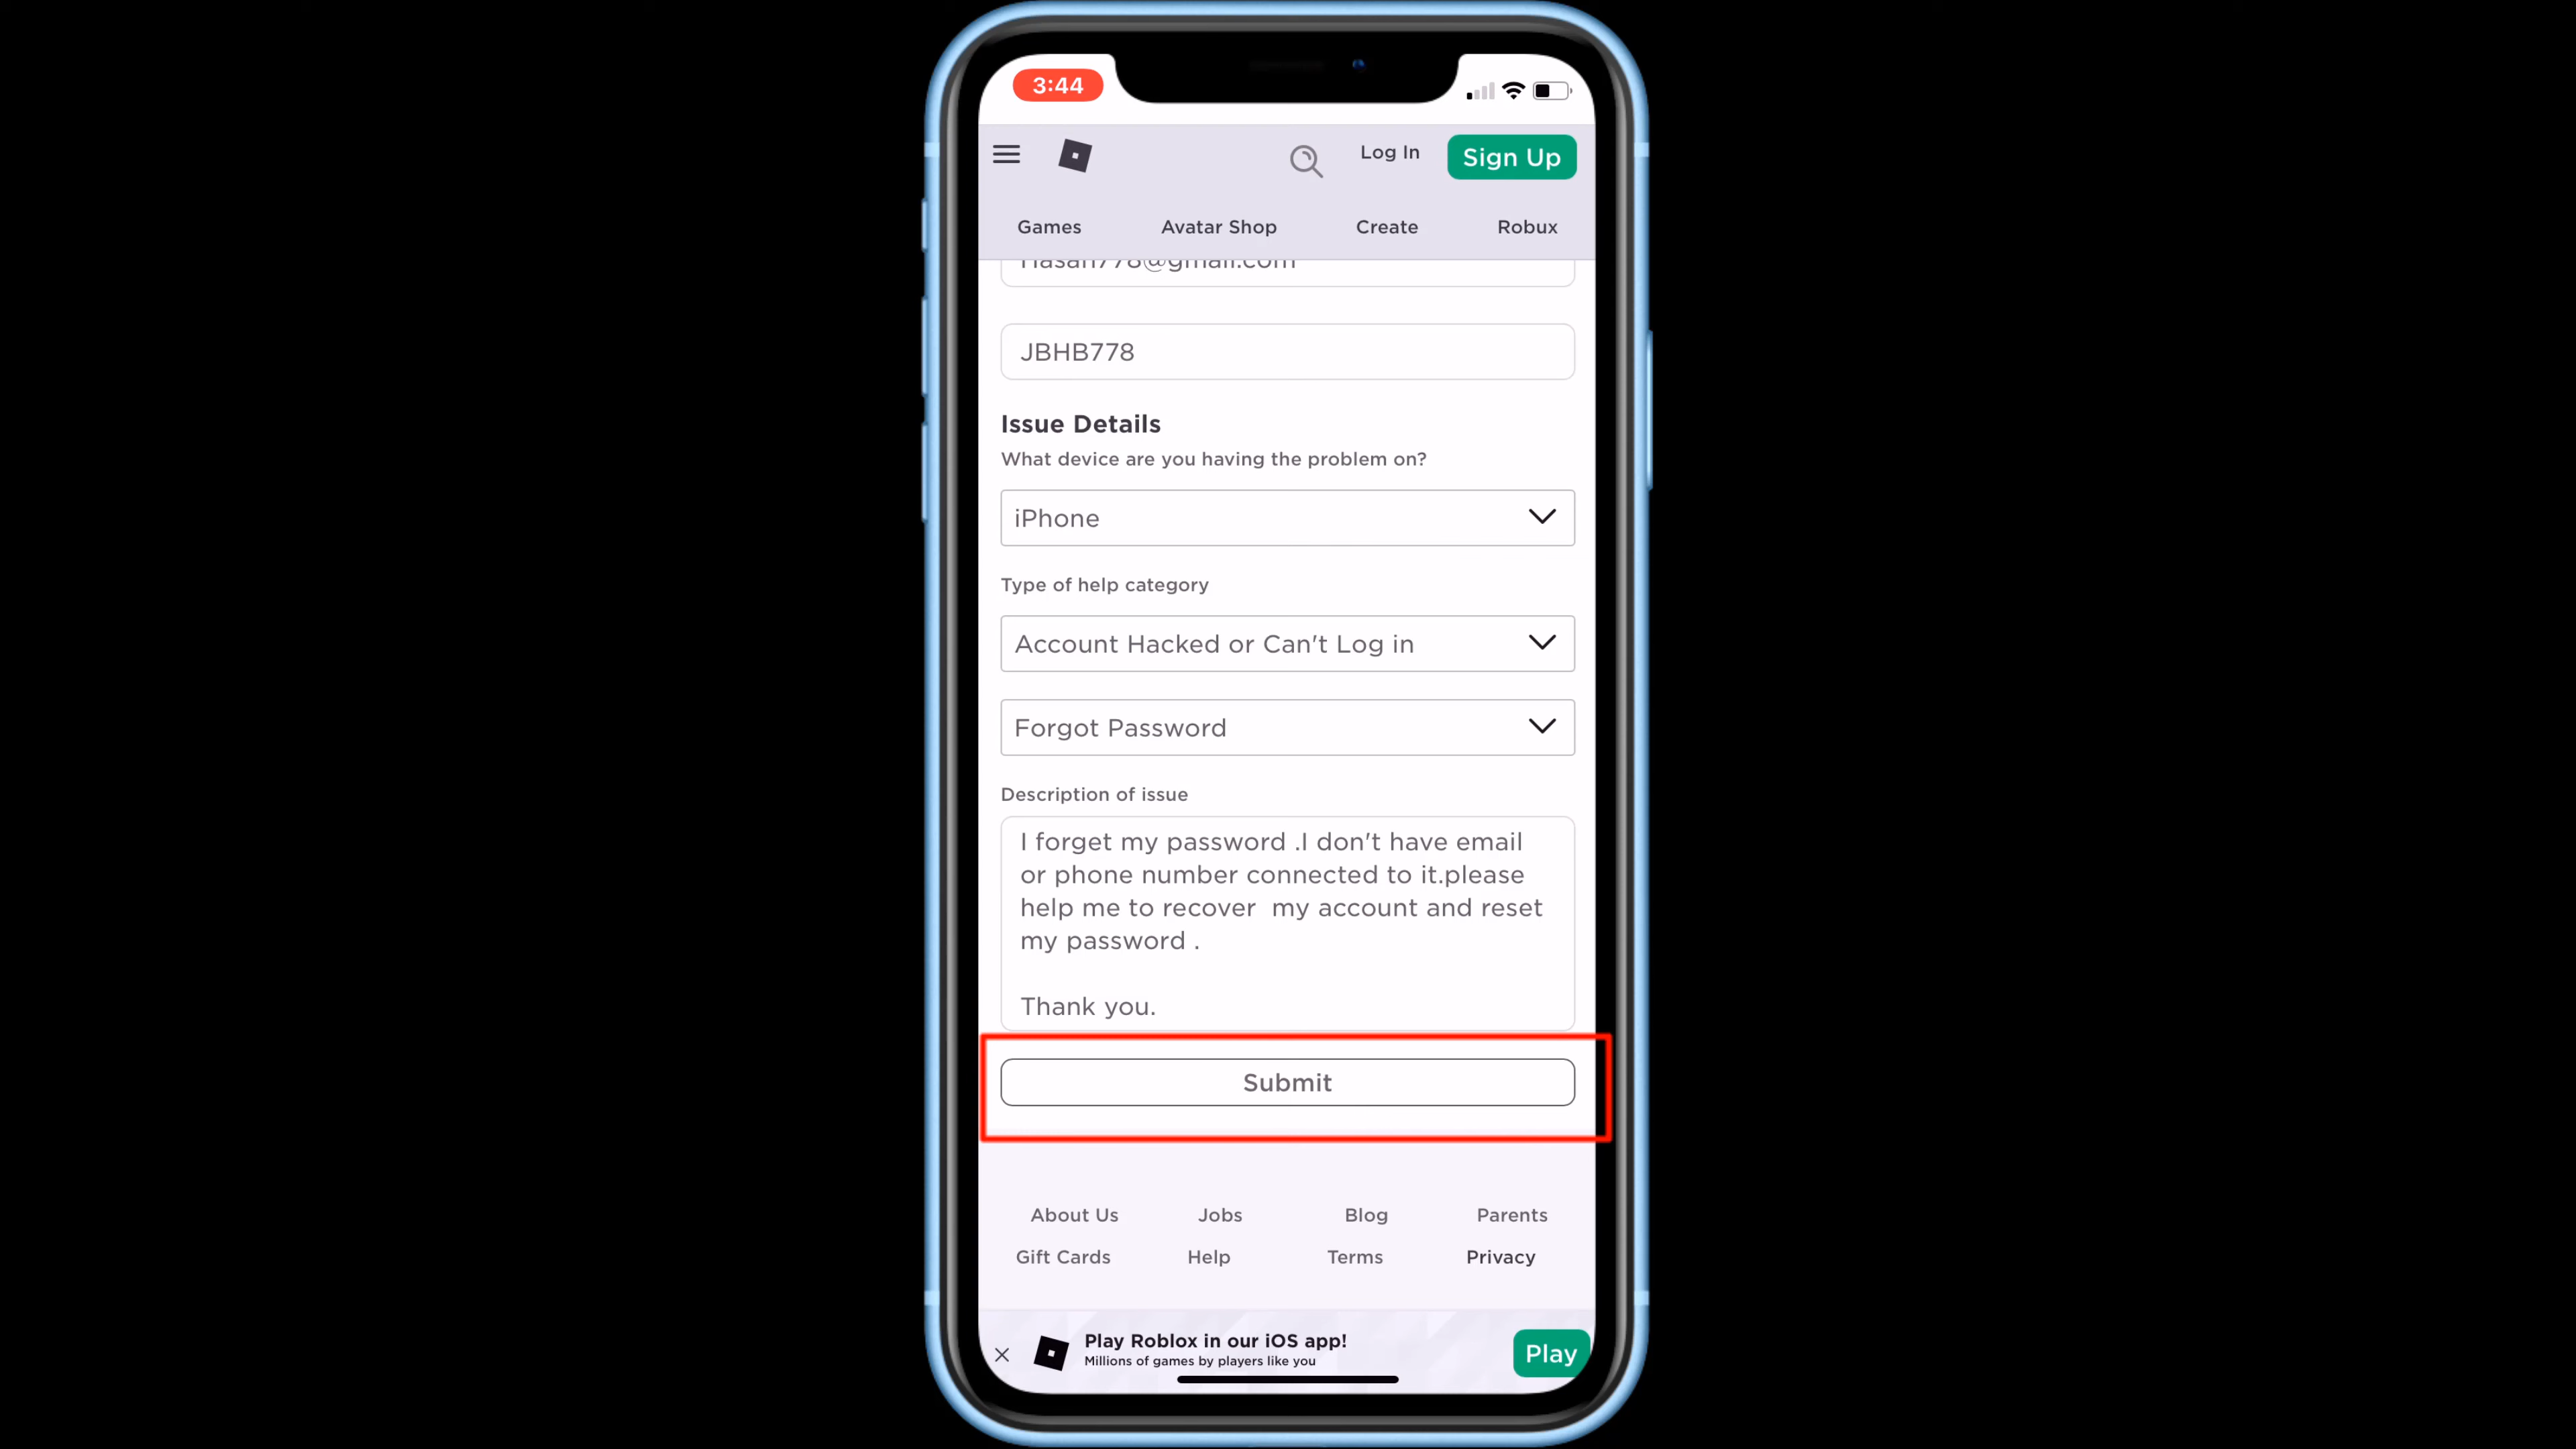 3:44
Log In
Sign Up
Games Avatar Shop Create Robux
JBHB778
Issue Details
What device are you having the problem on?
iPhone
Type of help category
Account Hacked or Can't Log in
Forgot Password
Description of issue
I forget my password .I don't have email
or phone number connected to it.please
help me to recover  my account and reset
my password .
Thank you.
Submit
About Us Jobs Blog Parents
Gift Cards Help Terms Privacy
Play Roblox in our iOS app!
Millions of games by players like you
Play